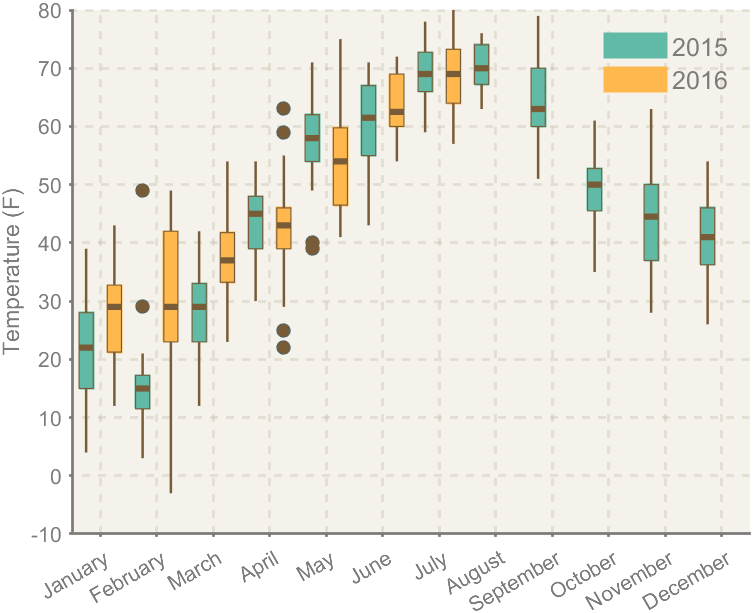 80
70
60
50
40
30
20
10
0
-10
Temperature (F)
2015
2016
January
February
March
April
May
June
July
August
September
October
November
December